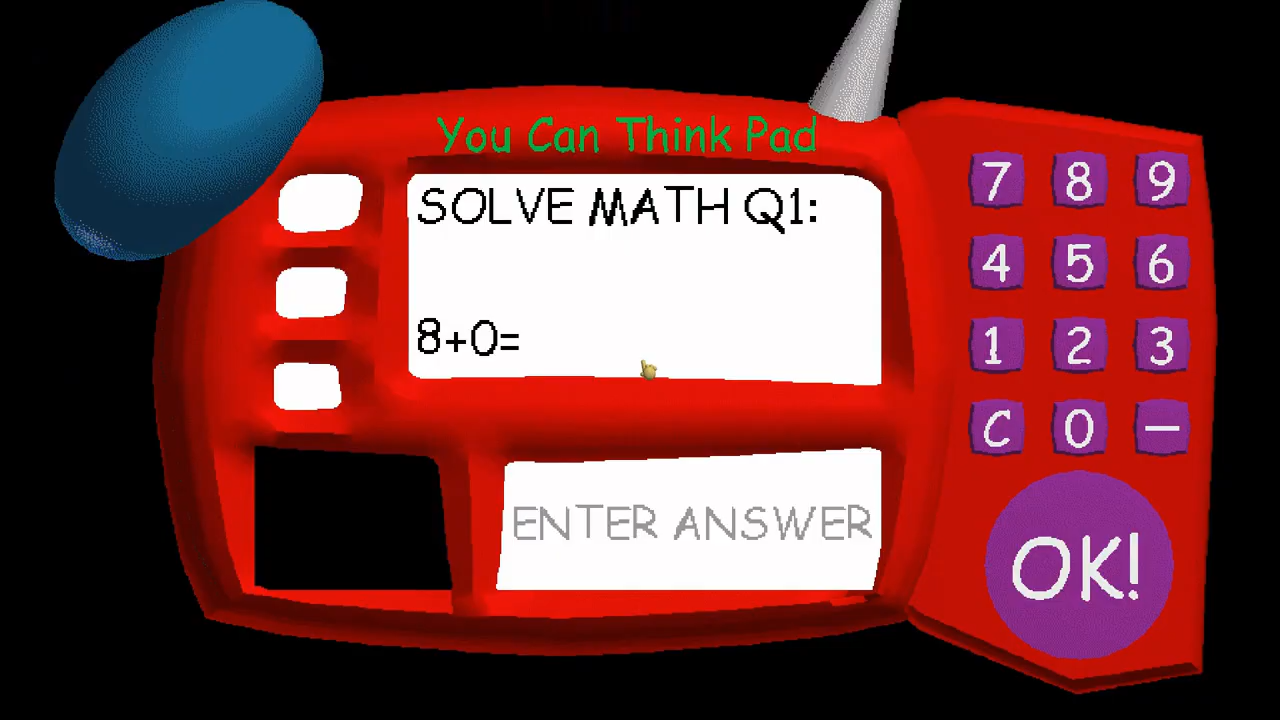 You Can Think Pad
SOLVE MATH Q1:
8+0=
ENTER ANSWER
7 8 9
4 5 6
1 2 3
C 0 –
OK!